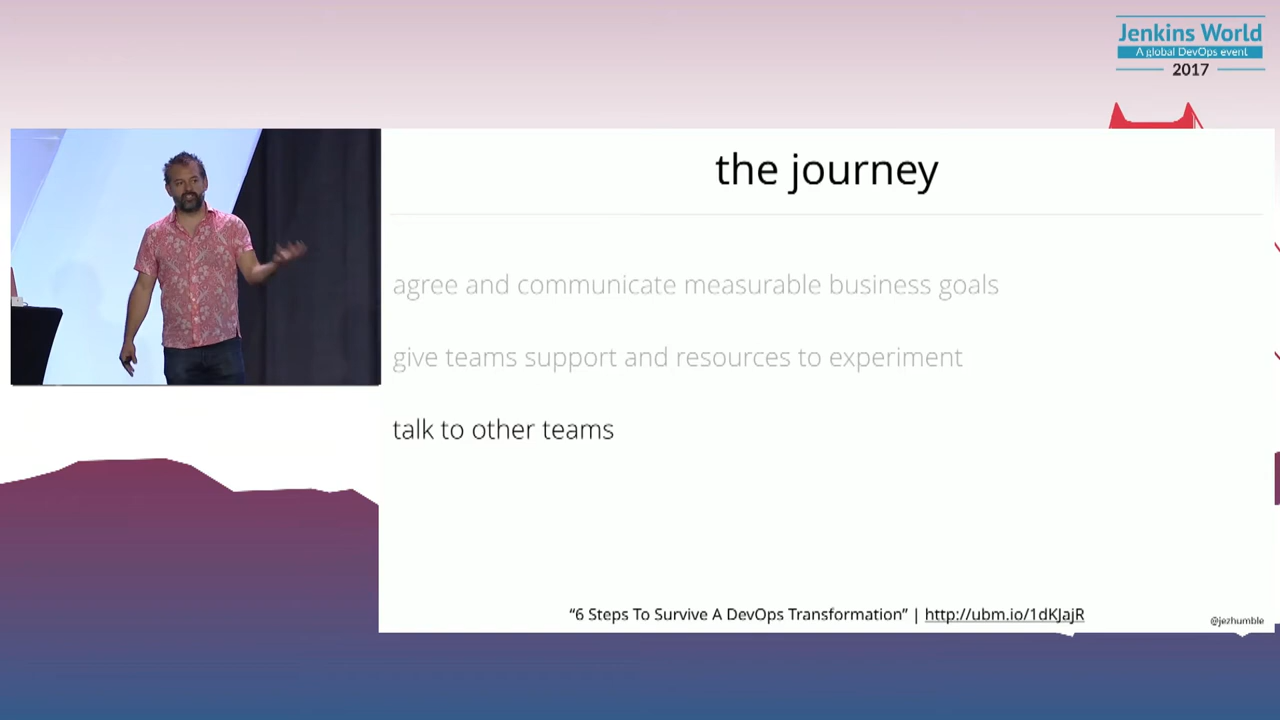 Jenkins World
A global DevOps event
2017
the journey
agree and communicate measurable business goals
give teams support and resources to experiment
talk to other teams
“6 Steps To Survive A DevOps Transformation” | http://ubm.io/1dKJajR
@jezhumble